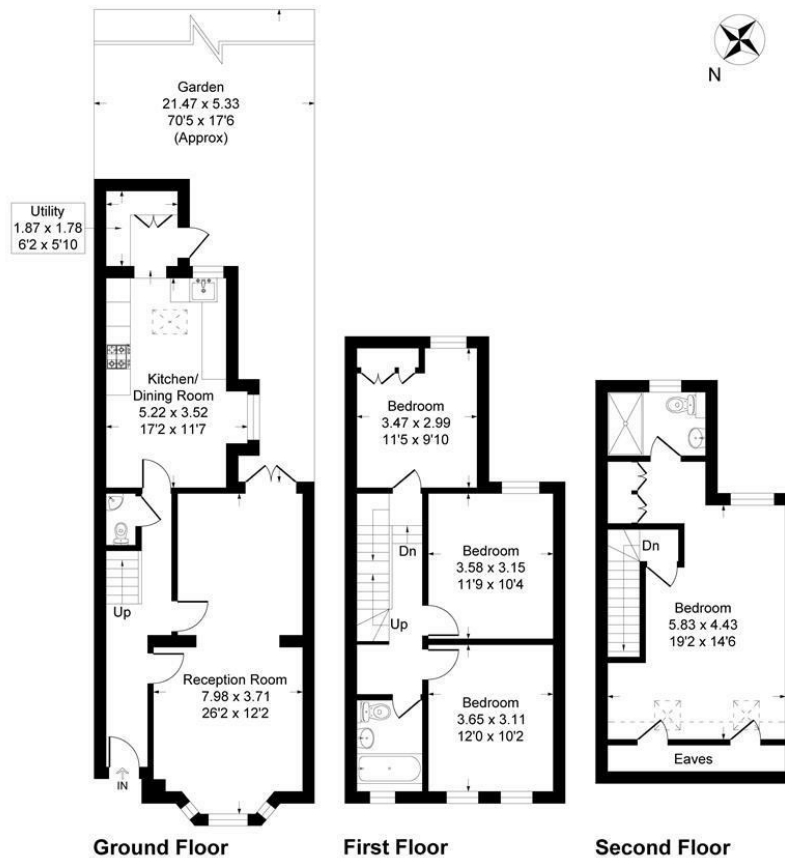 N
Garden
21.47 x 5.33
70'5 x 17'6
(Approx)
Utility
1.87 x 1.78
6'2 x 5'10
Kitchen/
Dining Room
5.22 x 3.52
17'2 x 11'7
Up
Reception Room
7.98 x 3.71
26'2 x 12'2
IN
Ground Floor
Bedroom
3.47 x 2.99
11'5 x 9'10
Dn
Bedroom
3.58 x 3.15
11'9 x 10'4
Up
Bedroom
3.65 x 3.11
12'0 x 10'2
First Floor
Dn
Bedroom
5.83 x 4.43
19'2 x 14'6
Eaves
Second Floor